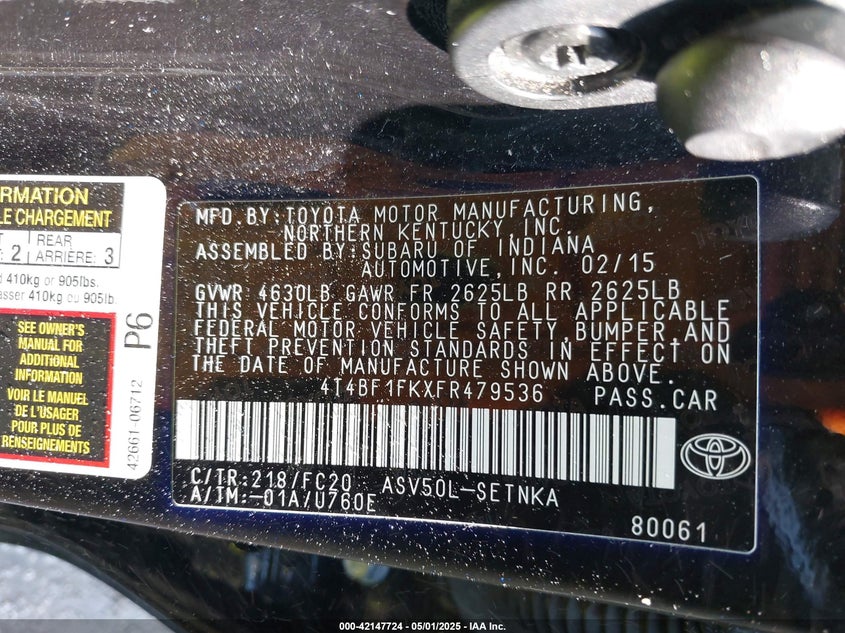 RMATION
LE CHARGEMENT
2
REAR
ARRIÈRE: 3
d 410kg or 905lbs.
asser 410 kg ou 905lb.
SEE OWNER'S
MANUAL FOR
ADDITIONAL
INFORMATION
VOIR LE MANUEL
DE L'USAGER
POUR PLUS DE
RENSEIGNEMENTS
P6
42661-06712
MFD.BY:TOYOTA MOTOR MANUFACTURING,
NORTHERN KENTUCKY,INC.
ASSEMBLED BY:SUBARU OF INDIANA
AUTOMOTIVE,INC. 02/15
GVWR 4630LB GAWR FR 2625LB RR 2625LB
THIS VEHICLE CONFORMS TO ALL APPLICABLE
FEDERAL MOTOR VEHICLE SAFETY,BUMPER,AND
THEFT PREVENTION STANDARDS IN EFFECT ON
THE DATE OF MANUFACTURE SHOWN ABOVE.
4T4BF1FKXFR479536 PASS.CAR
C/TR:218/FC20 ASV50L-SETNKA
A/TM:-01A/U760E
80061
000-42147724 - 05/01/2025 - IAA Inc.